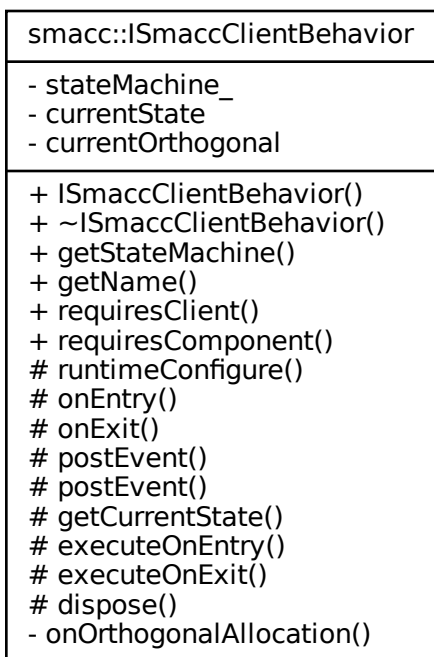 smacc::ISmaccClientBehavior
- stateMachine_
- currentState
- currentOrthogonal
+ ISmaccClientBehavior()
+ ~ISmaccClientBehavior()
+ getStateMachine()
+ getName()
+ requiresClient()
+ requiresComponent()
# runtimeConfigure()
# onEntry()
# onExit()
# postEvent()
# postEvent()
# getCurrentState()
# executeOnEntry()
# executeOnExit()
# dispose()
- onOrthogonalAllocation()